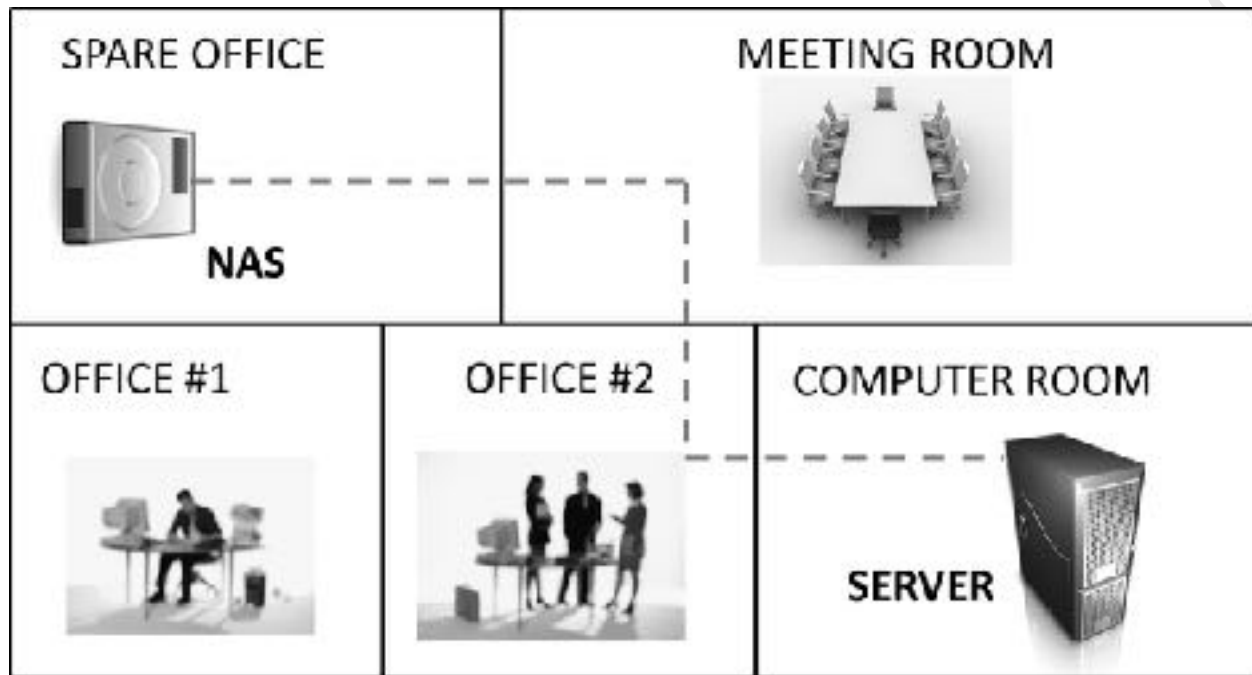 SPARE OFFICE
MEETING ROOM
NAS
OFFICE #1
OFFICE #2
COMPUTER ROOM
SERVER